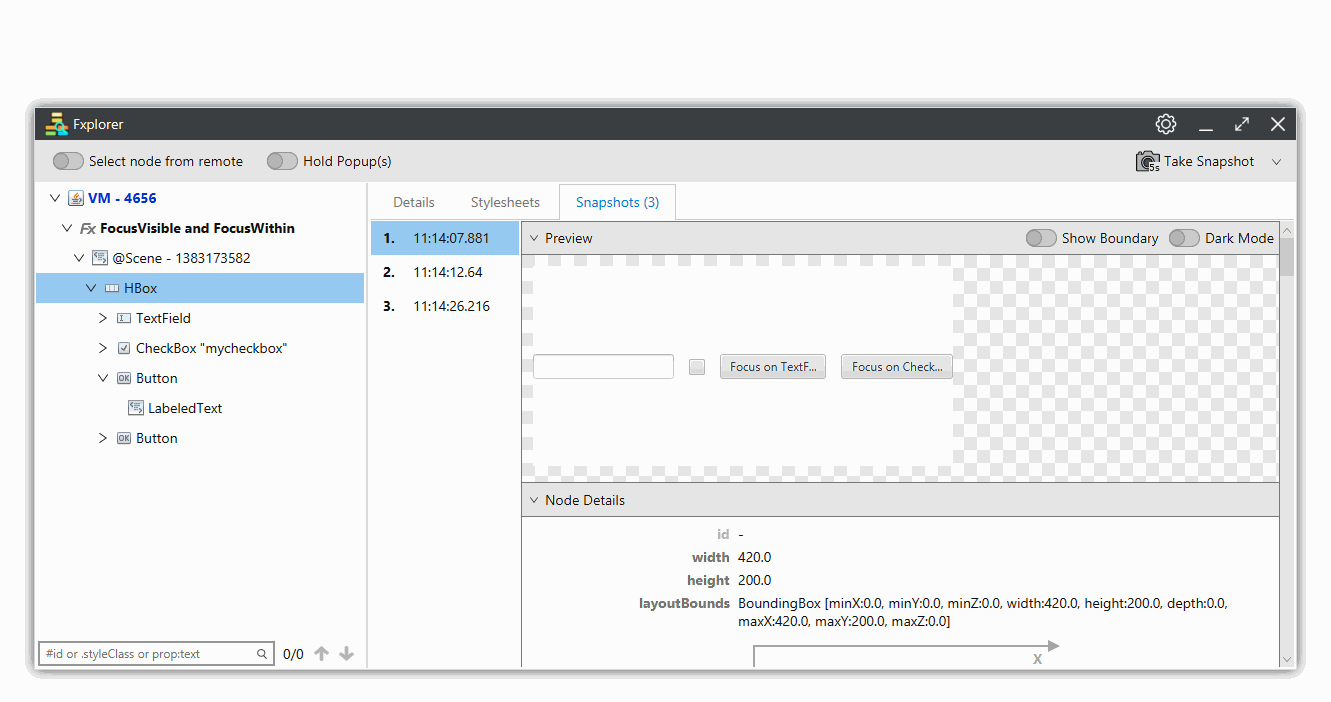 Fxplorer
Select node from remote
Hold Popup(s)
5s
Take Snapshot
VM - 4656
Fx FocusVisible and FocusWithin
@Scene - 1383173582
HBox
TextField
CheckBox "mycheckbox"
OK Button
LabeledText
OK Button
#id or .styleClass or prop:text
0/0
Details
Stylesheets
Snapshots (3)
1. 11:14:07.881
2. 11:14:12.64
3. 11:14:26.216
Preview
Show Boundary
Dark Mode
Focus on TextF...
Focus on Check...
Node Details
id -
width 420.0
height 200.0
layoutBounds BoundingBox [minX:0.0, minY:0.0, minZ:0.0, width:420.0, height:200.0, depth:0.0,
maxX:420.0, maxY:200.0, maxZ:0.0]
X